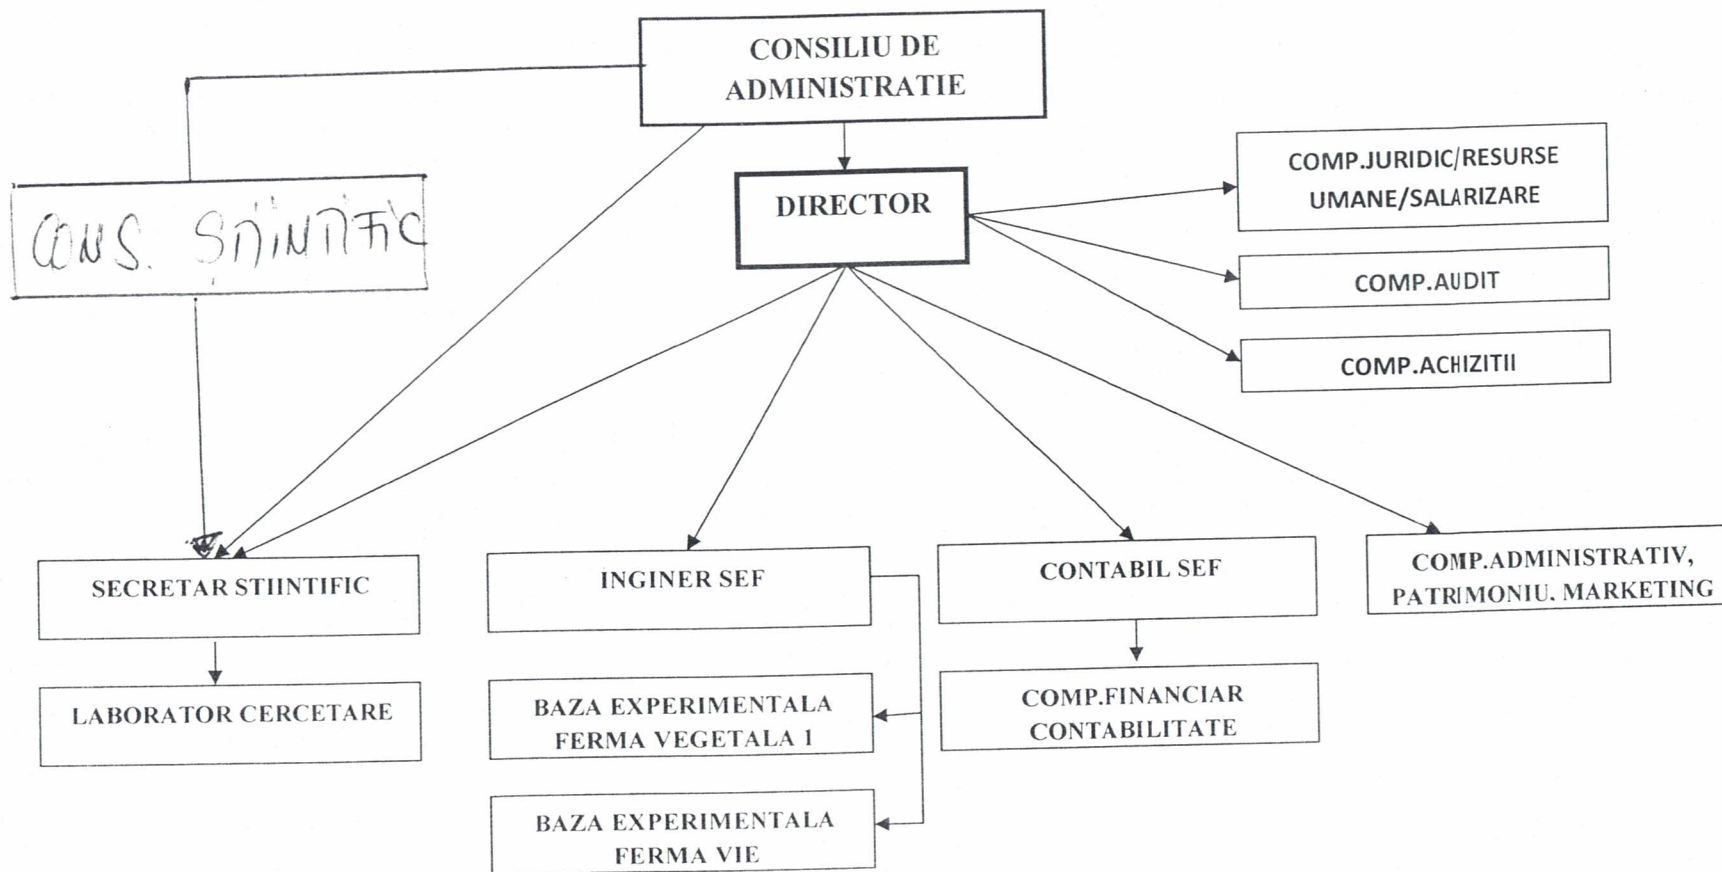 CONSILIU DE
ADMINISTRATIE
CONS. STIINTIFIC
DIRECTOR
COMP.JURIDIC/RESURSE
UMANE/SALARIZARE
COMP.AUDIT
COMP.ACHIZITII
SECRETAR STIINTIFIC
INGINER SEF
CONTABIL SEF
COMP.ADMINISTRATIV,
PATRIMONIU. MARKETING
LABORATOR CERCETARE
BAZA EXPERIMENTALA
FERMA VEGETALA 1
COMP.FINANCIAR
CONTABILITATE
BAZA EXPERIMENTALA
FERMA VIE